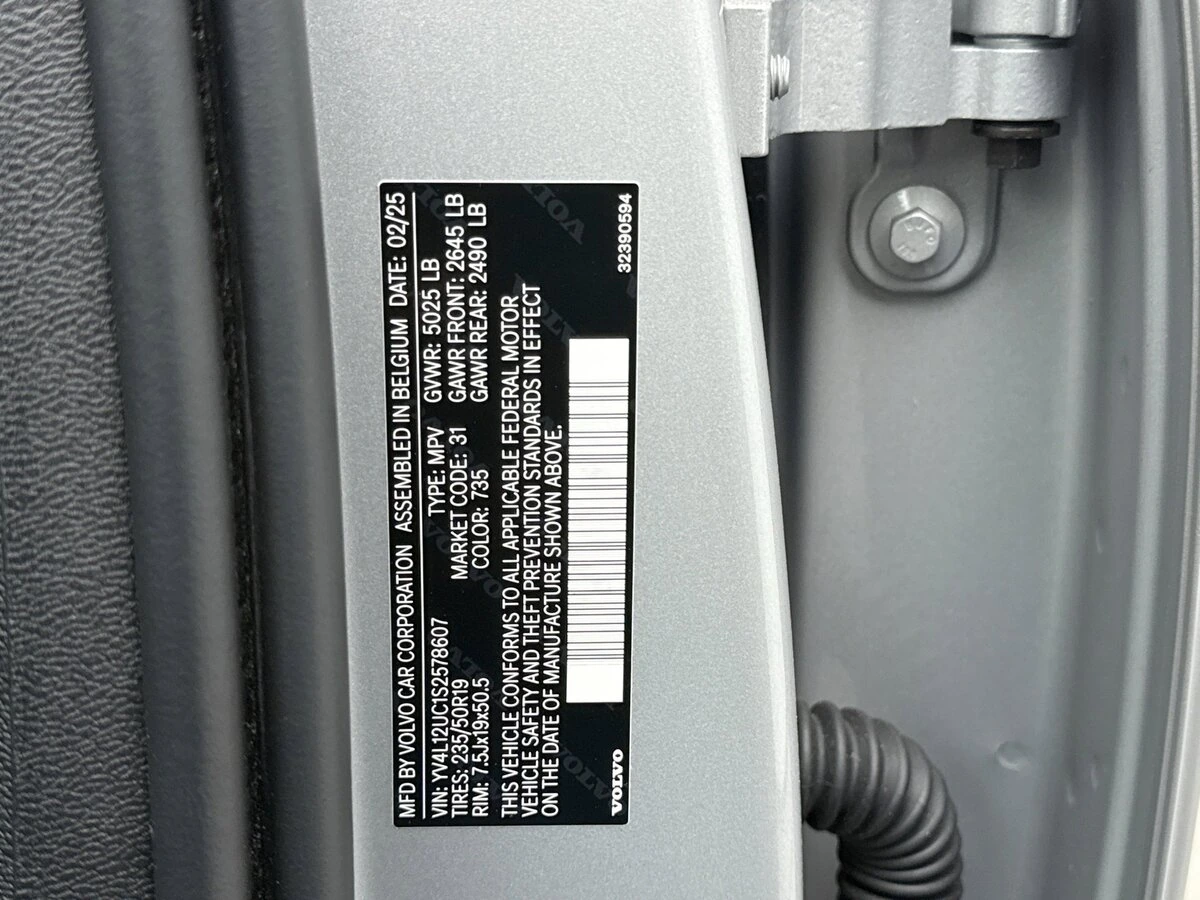 MFD BY VOLVO CAR CORPORATION ASSEMBLED IN BELGIUM DATE: 02/25
VIN: YV4L12UC1S2578607 TYPE: MPV GVWR: 5025 LB
TIRES: 235/50R19 MARKET CODE: 31 GAWR FRONT: 2645 LB
RIM: 7.5Jx19x50.5 COLOR: 735 GAWR REAR: 2490 LB
THIS VEHICLE CONFORMS TO ALL APPLICABLE FEDERAL MOTOR
VEHICLE SAFETY AND THEFT PREVENTION STANDARDS IN EFFECT
ON THE DATE OF MANUFACTURE SHOWN ABOVE.
VOLVO 32390594